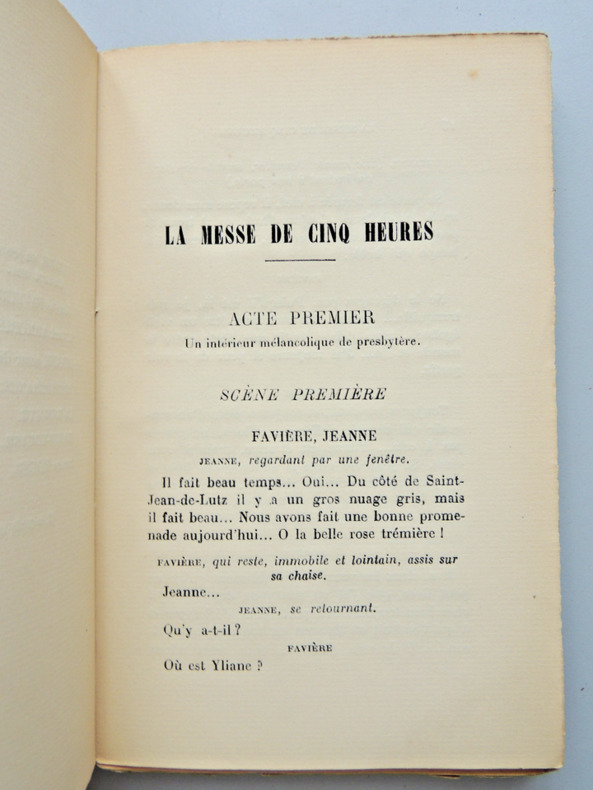 LA MESSE DE CINQ HEURES
ACTE PREMIER
Un intérieur mélancolique de presbytère.
SCÈNE PREMIÈRE
FAVIÈRE, JEANNE
JEANNE, regardant par une fenêtre.
Il fait beau temps... Oui... Du côté de Saint-
Jean-de-Lutz il y a un gros nuage gris, mais
il fait beau... Nous avons fait une bonne prome-
nade aujourd'hui... O la belle rose trémière !
FAVIÈRE, qui reste, immobile et lointain, assis sur
sa chaise.
Jeanne...
JEANNE, se retournant.
Qu'y a-t-il ?
FAVIÈRE
Où est Yliane ?